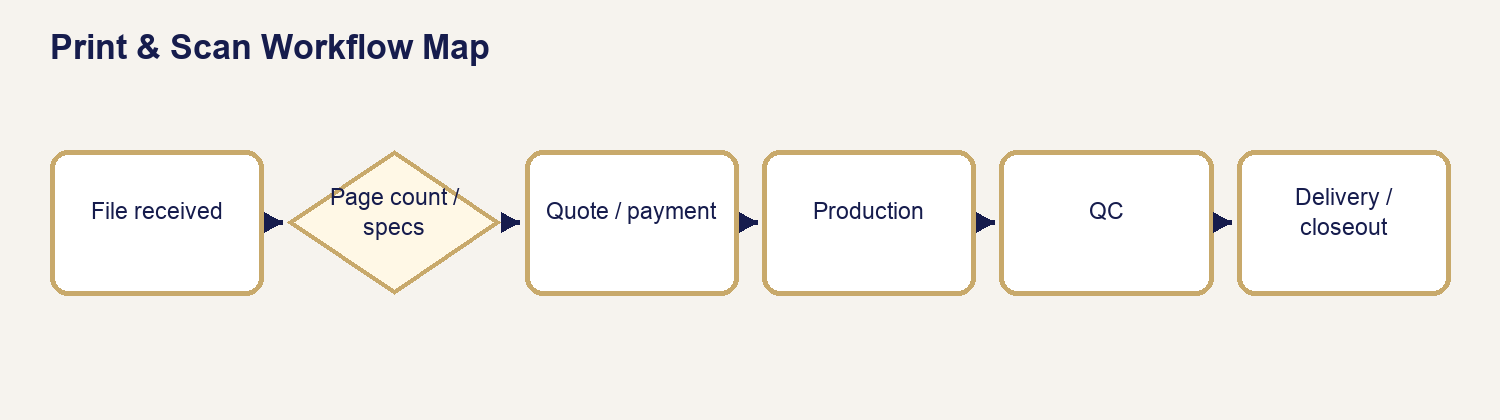 Print & Scan Workflow Map
File received
Page count /
specs
Quote / payment
Production
QC
Delivery /
closeout